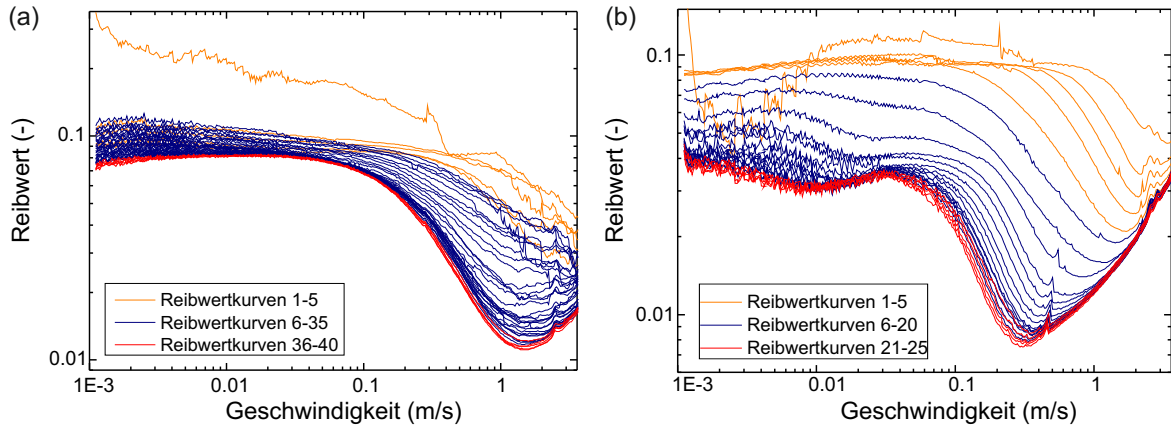 (a)
Reibwert (-)
0.1
0.01
Reibwertkurven 1-5
Reibwertkurven 6-35
Reibwertkurven 36-40
1E-3
0.01
0.1
1
Geschwindigkeit (m/s)
(b)
Reibwert (-)
0.1
0.01
Reibwertkurven 1-5
Reibwertkurven 6-20
Reibwertkurven 21-25
1E-3
0.01
0.1
1
Geschwindigkeit (m/s)